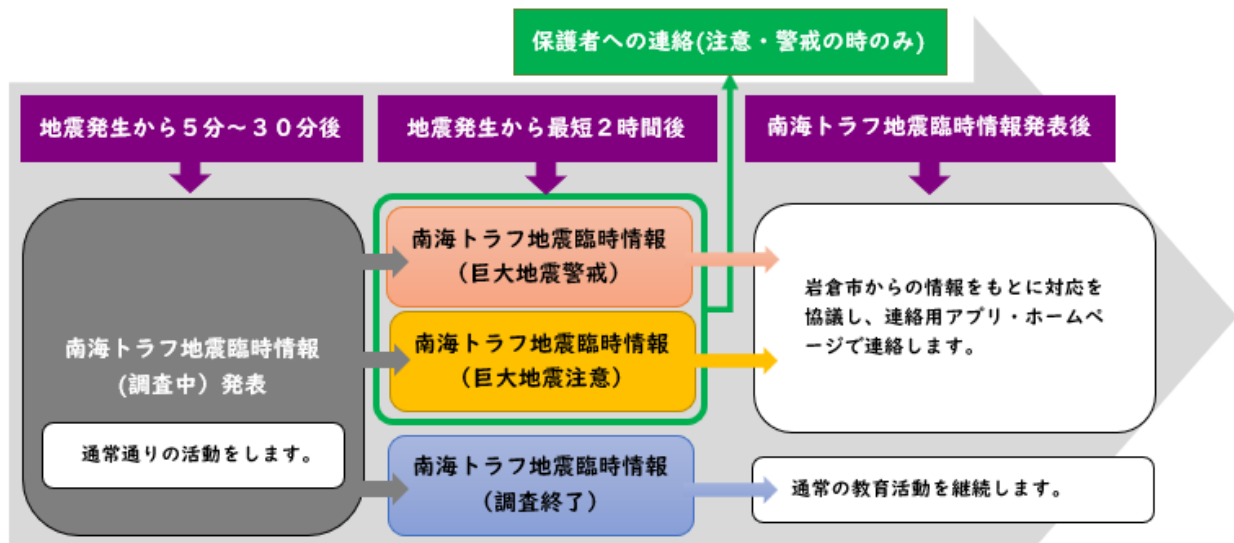 保護者への連絡(注意・警戒の時のみ)
地震発生から５分～３０分後
地震発生から最短２時間後
南海トラフ地震臨時情報発表後
南海トラフ地震臨時情報
(調査中）発表
通常通りの活動をします。
南海トラフ地震臨時情報
（巨大地震警戒）
南海トラフ地震臨時情報
（巨大地震注意）
南海トラフ地震臨時情報
（調査終了）
岩倉市からの情報をもとに対応を
協議し、連絡用アプリ・ホームペ
ージで連絡します。
通常の教育活動を継続します。